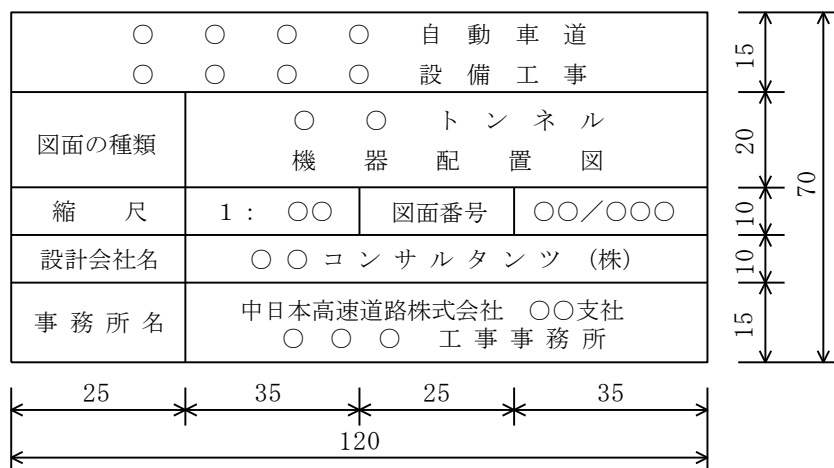 ○ ○ ○ ○ 自 動 車 道
○ ○ ○ ○ 設 備 工 事
図面の種類
○ ○ ト ン ネ ル
機 器 配 置 図
縮 尺
1： ○○
図面番号
○○／○○○
設計会社名
○ ○ コ ン サ ル タ ン ツ （株）
事 務 所 名
中日本高速道路株式会社 ○○支社
○ ○ ○ 工 事 事 務 所
15
20
10
10
15
70
25
35
25
35
120